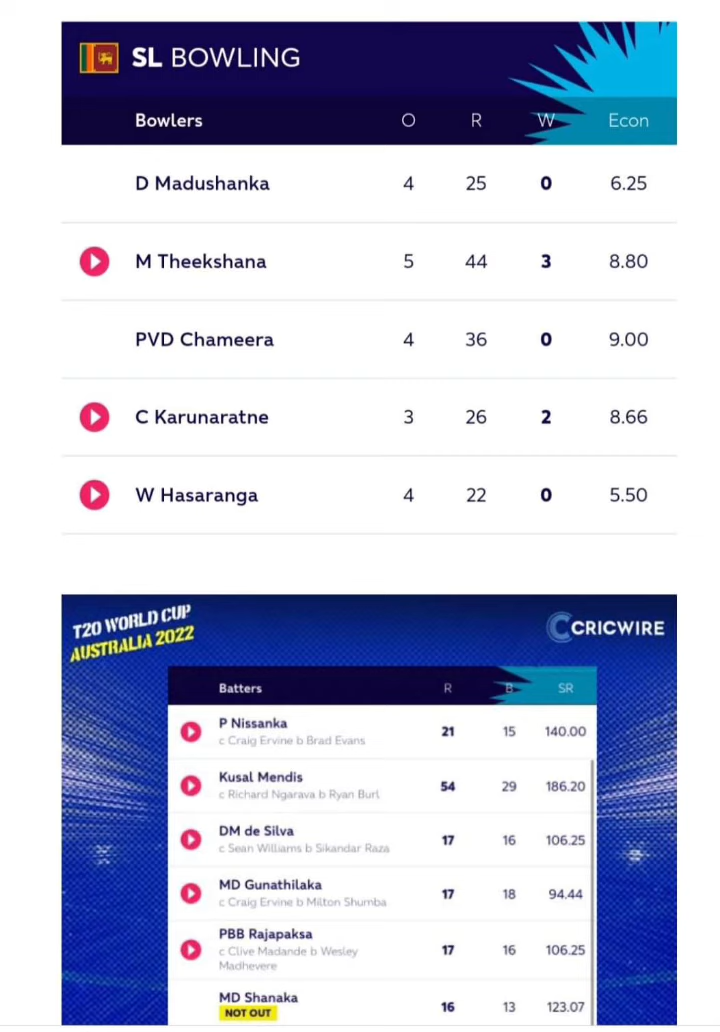 SL BOWLING
Bowlers O R W Econ
D Madushanka 4 25 0 6.25
M Theekshana 5 44 3 8.80
PVD Chameera 4 36 0 9.00
C Karunaratne 3 26 2 8.66
W Hasaranga 4 22 0 5.50
T20 WORLD CUP
AUSTRALIA 2022
CRICWIRE
Batters R B SR
P Nissanka 21 15 140.00
c Craig Ervine b Brad Evans
Kusal Mendis 54 29 186.20
c Richard Ngarava b Ryan Burl
DM de Silva 17 16 106.25
c Sean Williams b Sikandar Raza
MD Gunathilaka 17 18 94.44
c Craig Ervine b Milton Shumba
PBB Rajapaksa 17 16 106.25
c Clive Madande b Wesley
Madhevere
MD Shanaka 16 13 123.07
NOT OUT